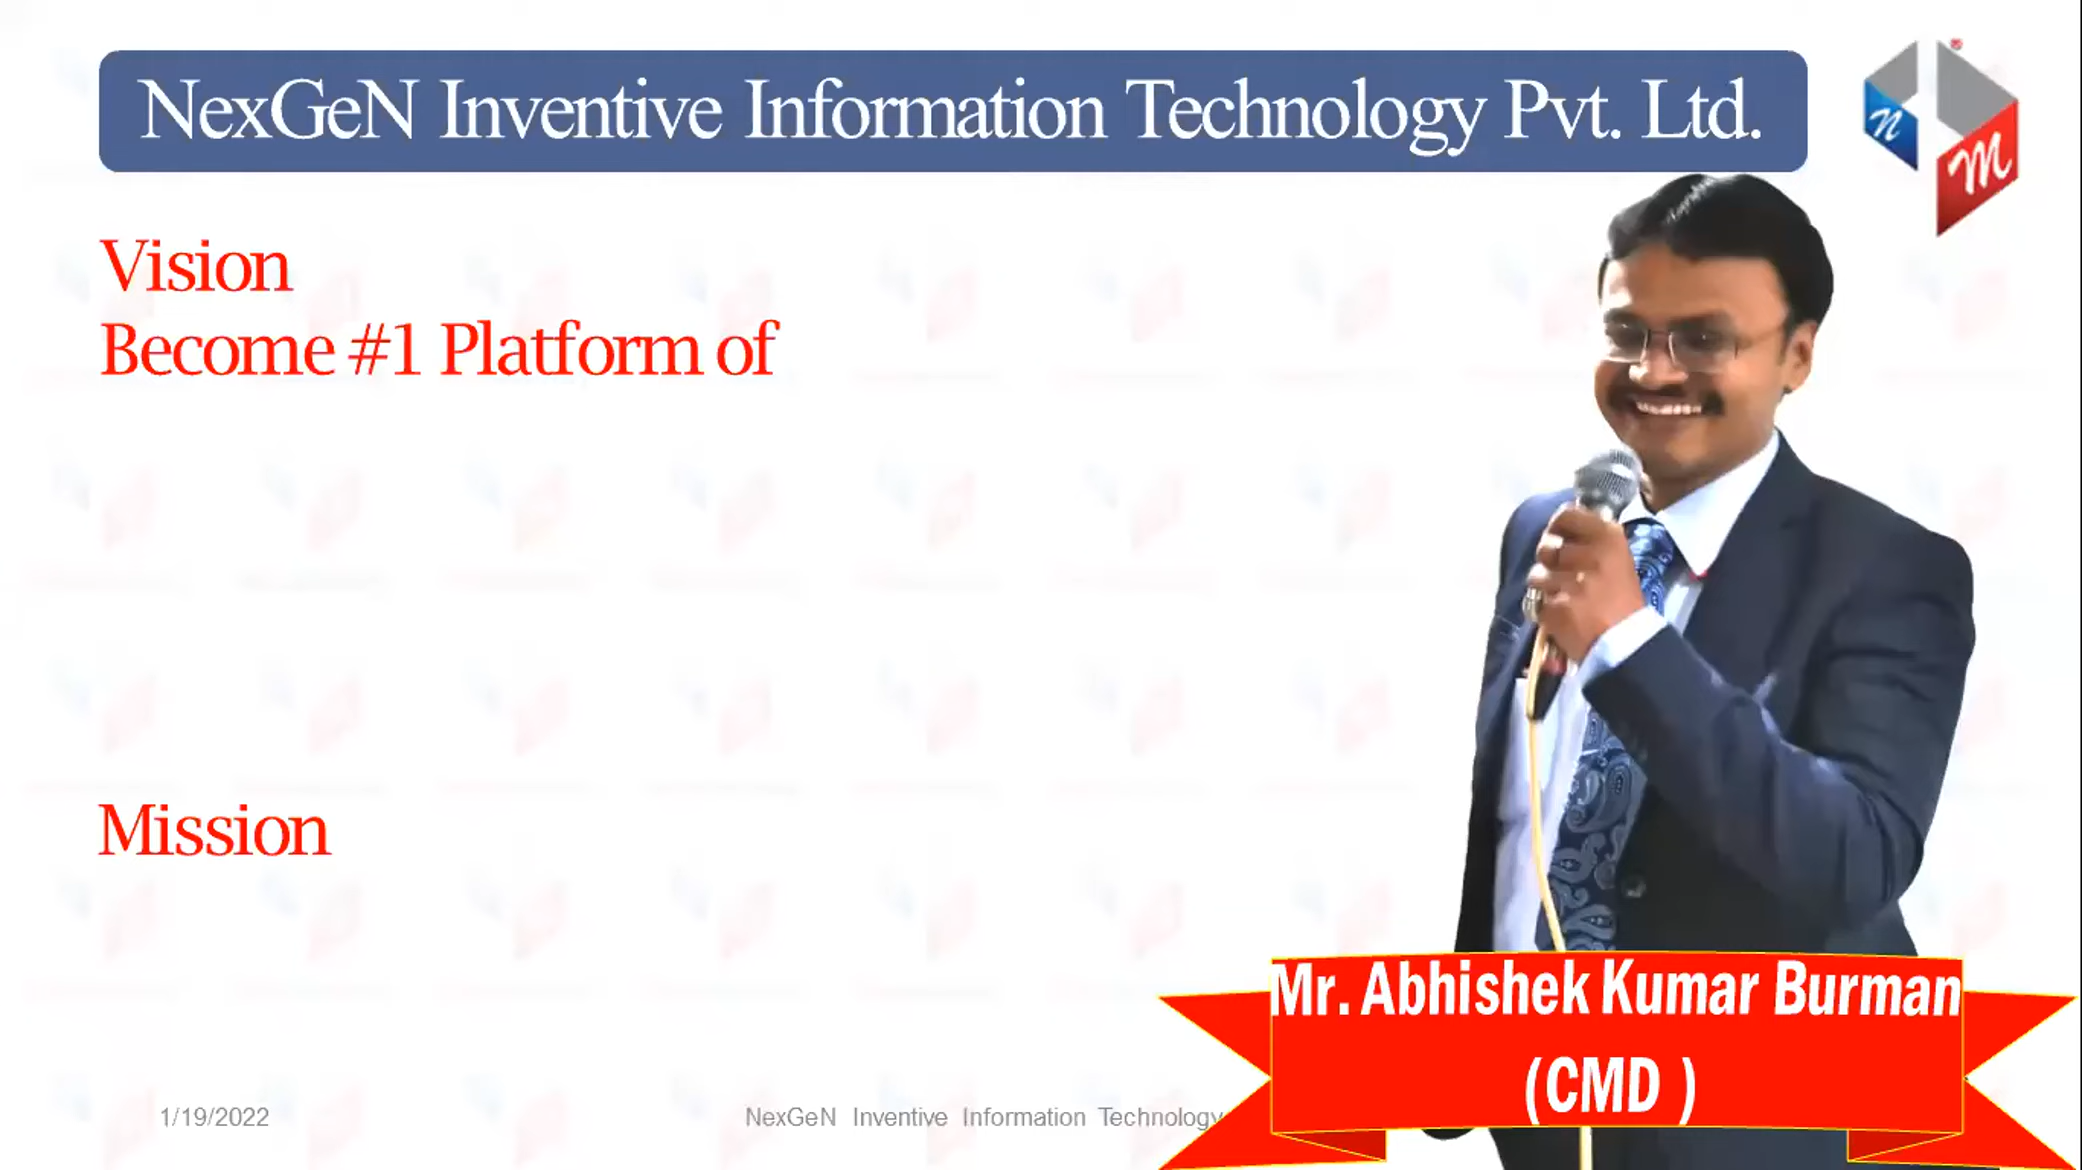 NexGeN Inventive Information Technology Pvt. Ltd.
n
M
Vision
Become #1 Platform of
Mission
Mr. Abhishek Kumar Burman
(CMD )
1/19/2022
NexGeN Inventive Information Technology